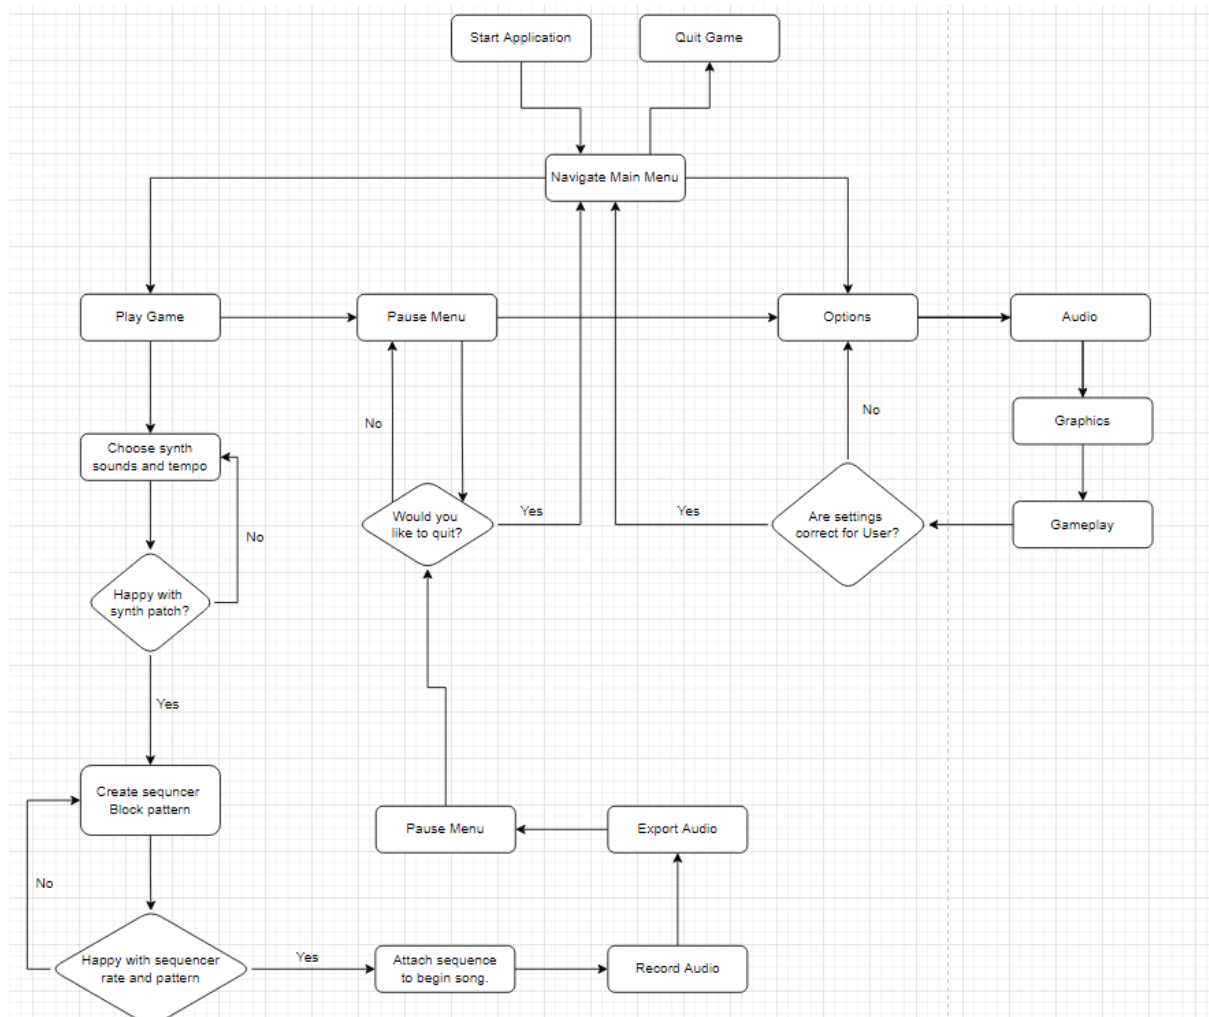 Start Application
Quit Game
Navigate Main Menu
Play Game
Pause Menu
Options
Audio
No
No
Graphics
Choose synth
sounds and tempo
Would you
like to quit?
Yes
Yes
Are settings
correct for User?
Gameplay
No
Happy with
synth patch?
Yes
Create sequncer
Block pattern
Pause Menu
Export Audio
No
Happy with sequencer
rate and pattern
Yes
Attach sequence
to begin song.
Record Audio